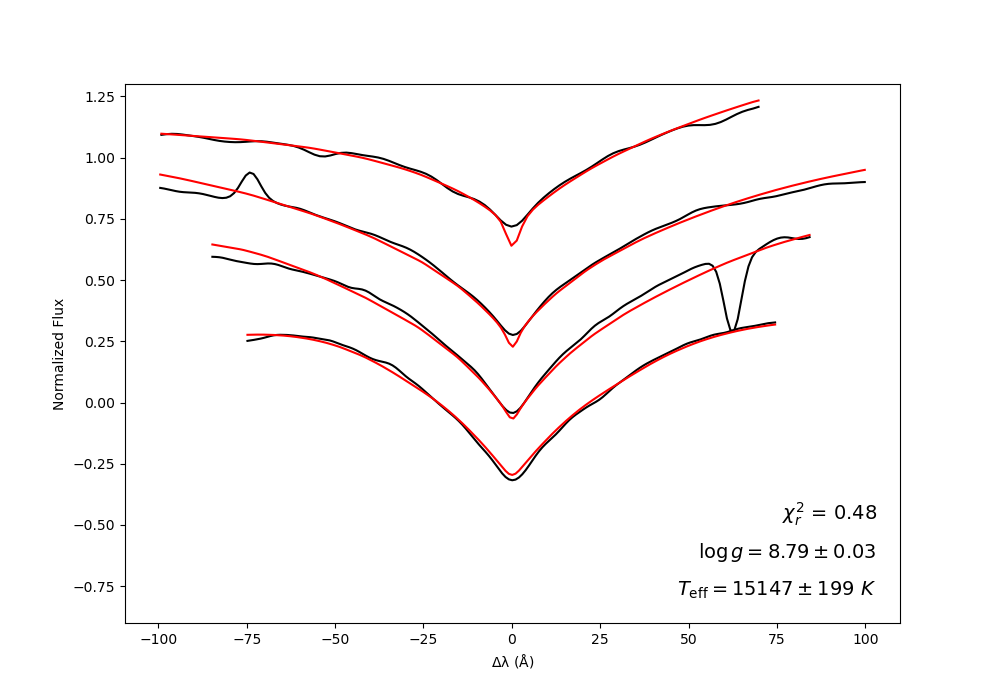 1.25
1.00
0.75
0.50
0.25
0.00
−0.25
−0.50
−0.75
Normalized Flux
χ²ᵣ = 0.48
log g = 8.79 ± 0.03
T_eff = 15147 ± 199 K
−100 −75 −50 −25 0 25 50 75 100
Δλ (Å)